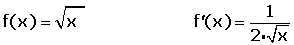 f(x) = √x    f'(x) = 1/(2*√x)